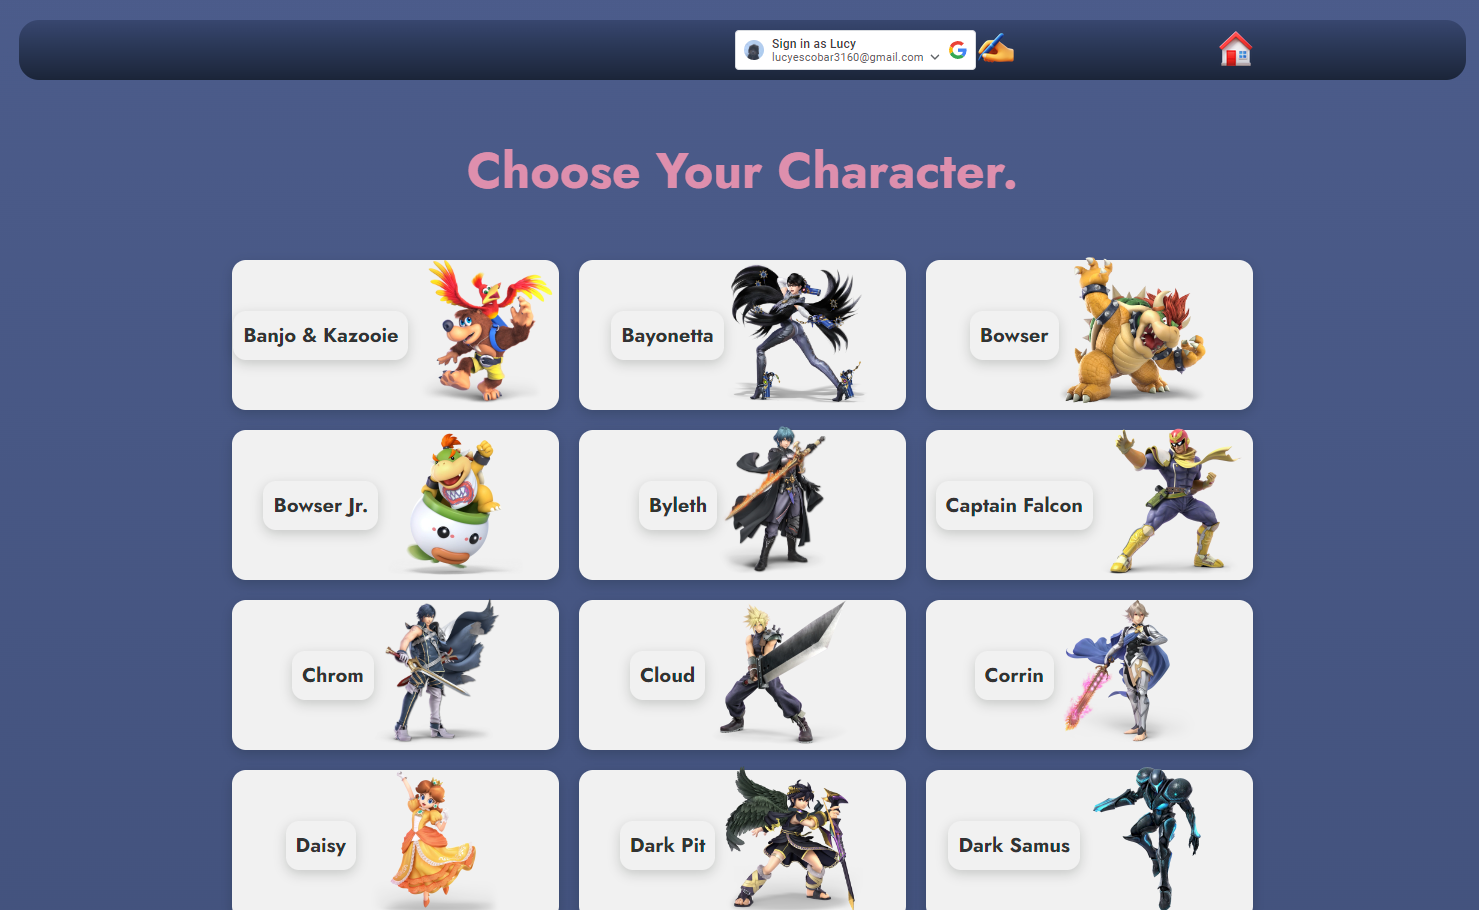 Sign in as Lucy
lucyescobar3160@gmail.com
Choose Your Character.
Banjo & Kazooie
Bayonetta
Bowser
Bowser Jr.
Byleth
Captain Falcon
Chrom
Cloud
Corrin
Daisy
Dark Pit
Dark Samus